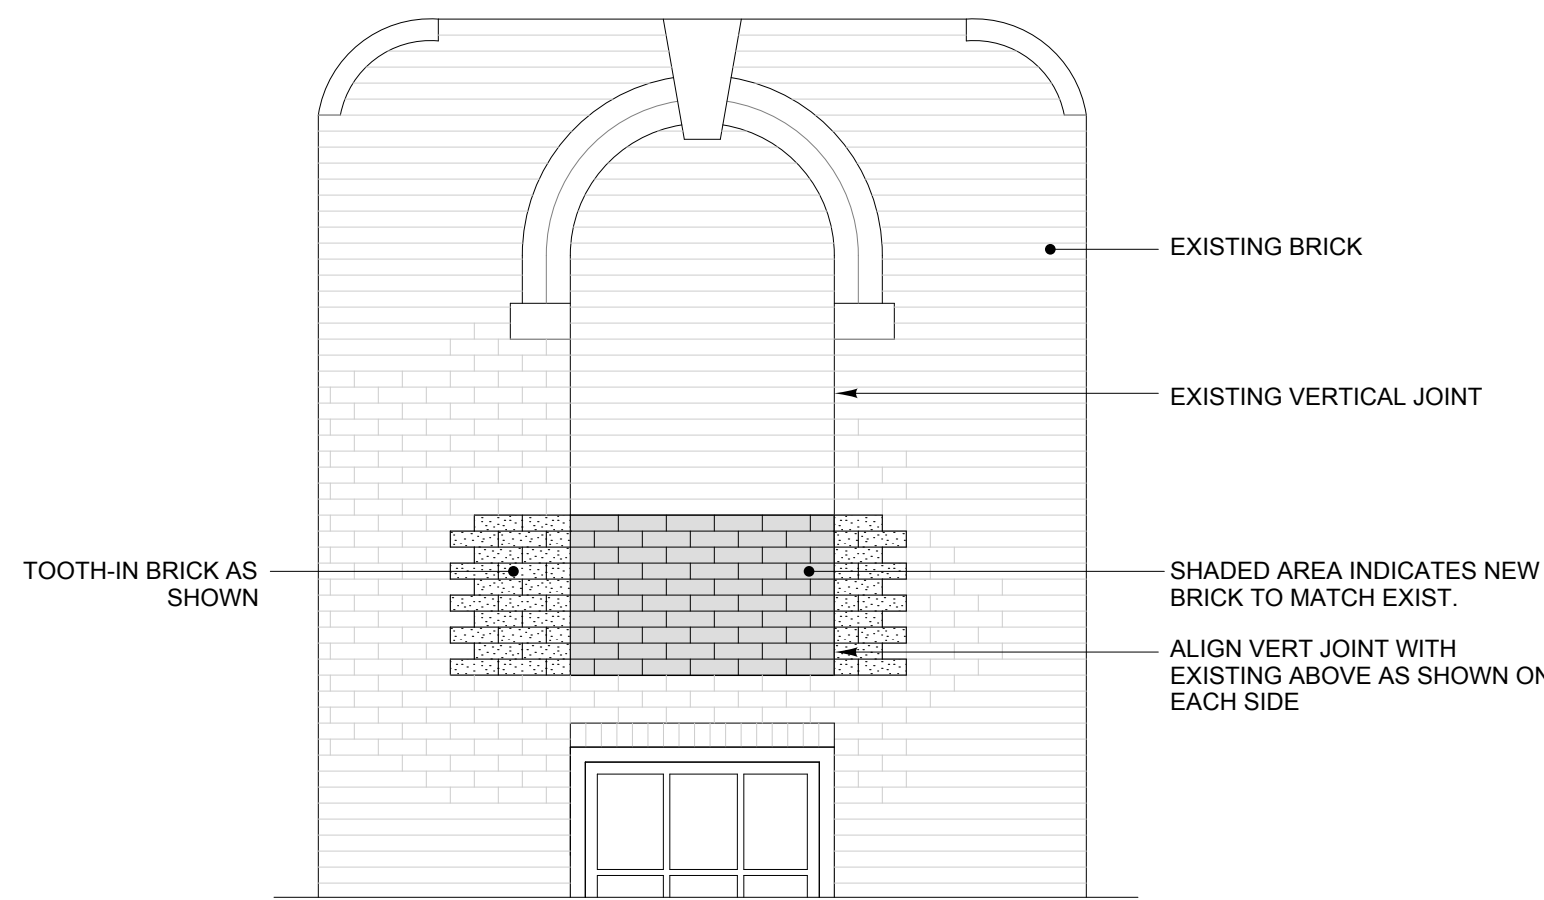 EXISTING BRICK
EXISTING VERTICAL JOINT
TOOTH-IN BRICK AS
SHOWN
SHADED AREA INDICATES NEW
BRICK TO MATCH EXIST.
ALIGN VERT JOINT WITH
EXISTING ABOVE AS SHOWN ON
EACH SIDE